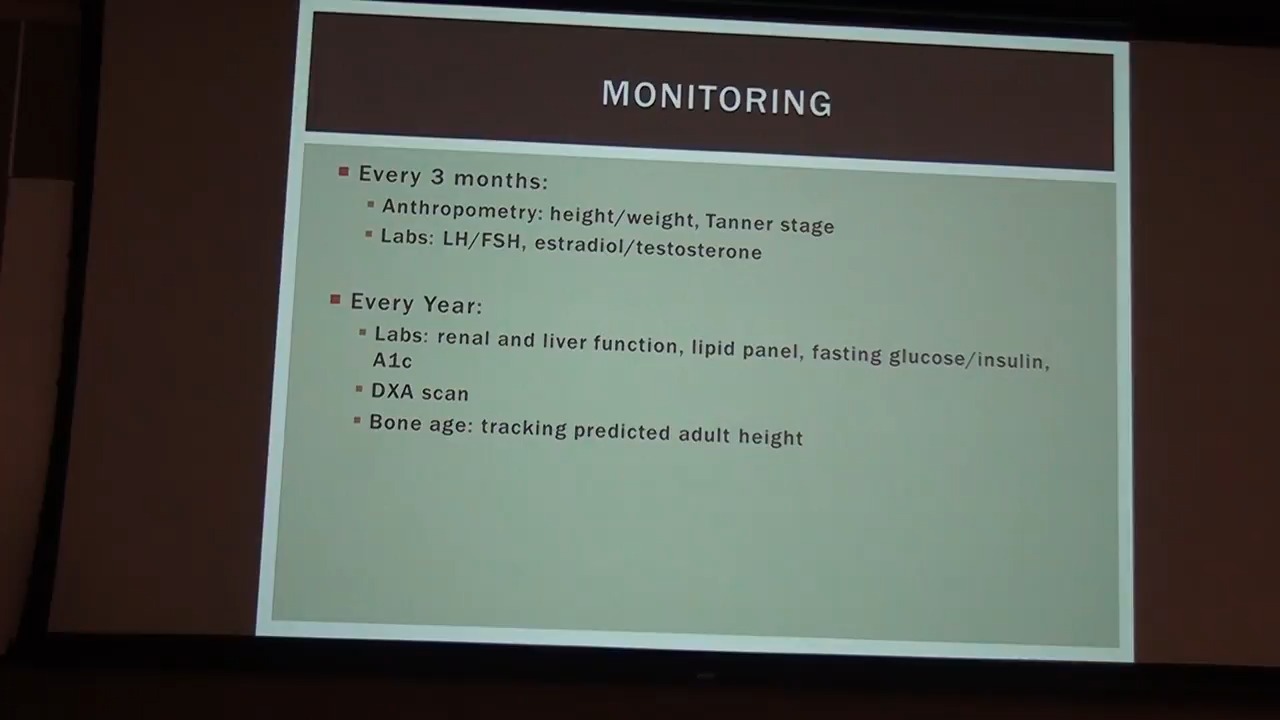 MONITORING
Every 3 months:
Anthropometry: height/weight, Tanner stage
Labs: LH/FSH, estradiol/testosterone
Every Year:
Labs: renal and liver function, lipid panel, fasting glucose/insulin,
A1c
DXA scan
Bone age: tracking predicted adult height